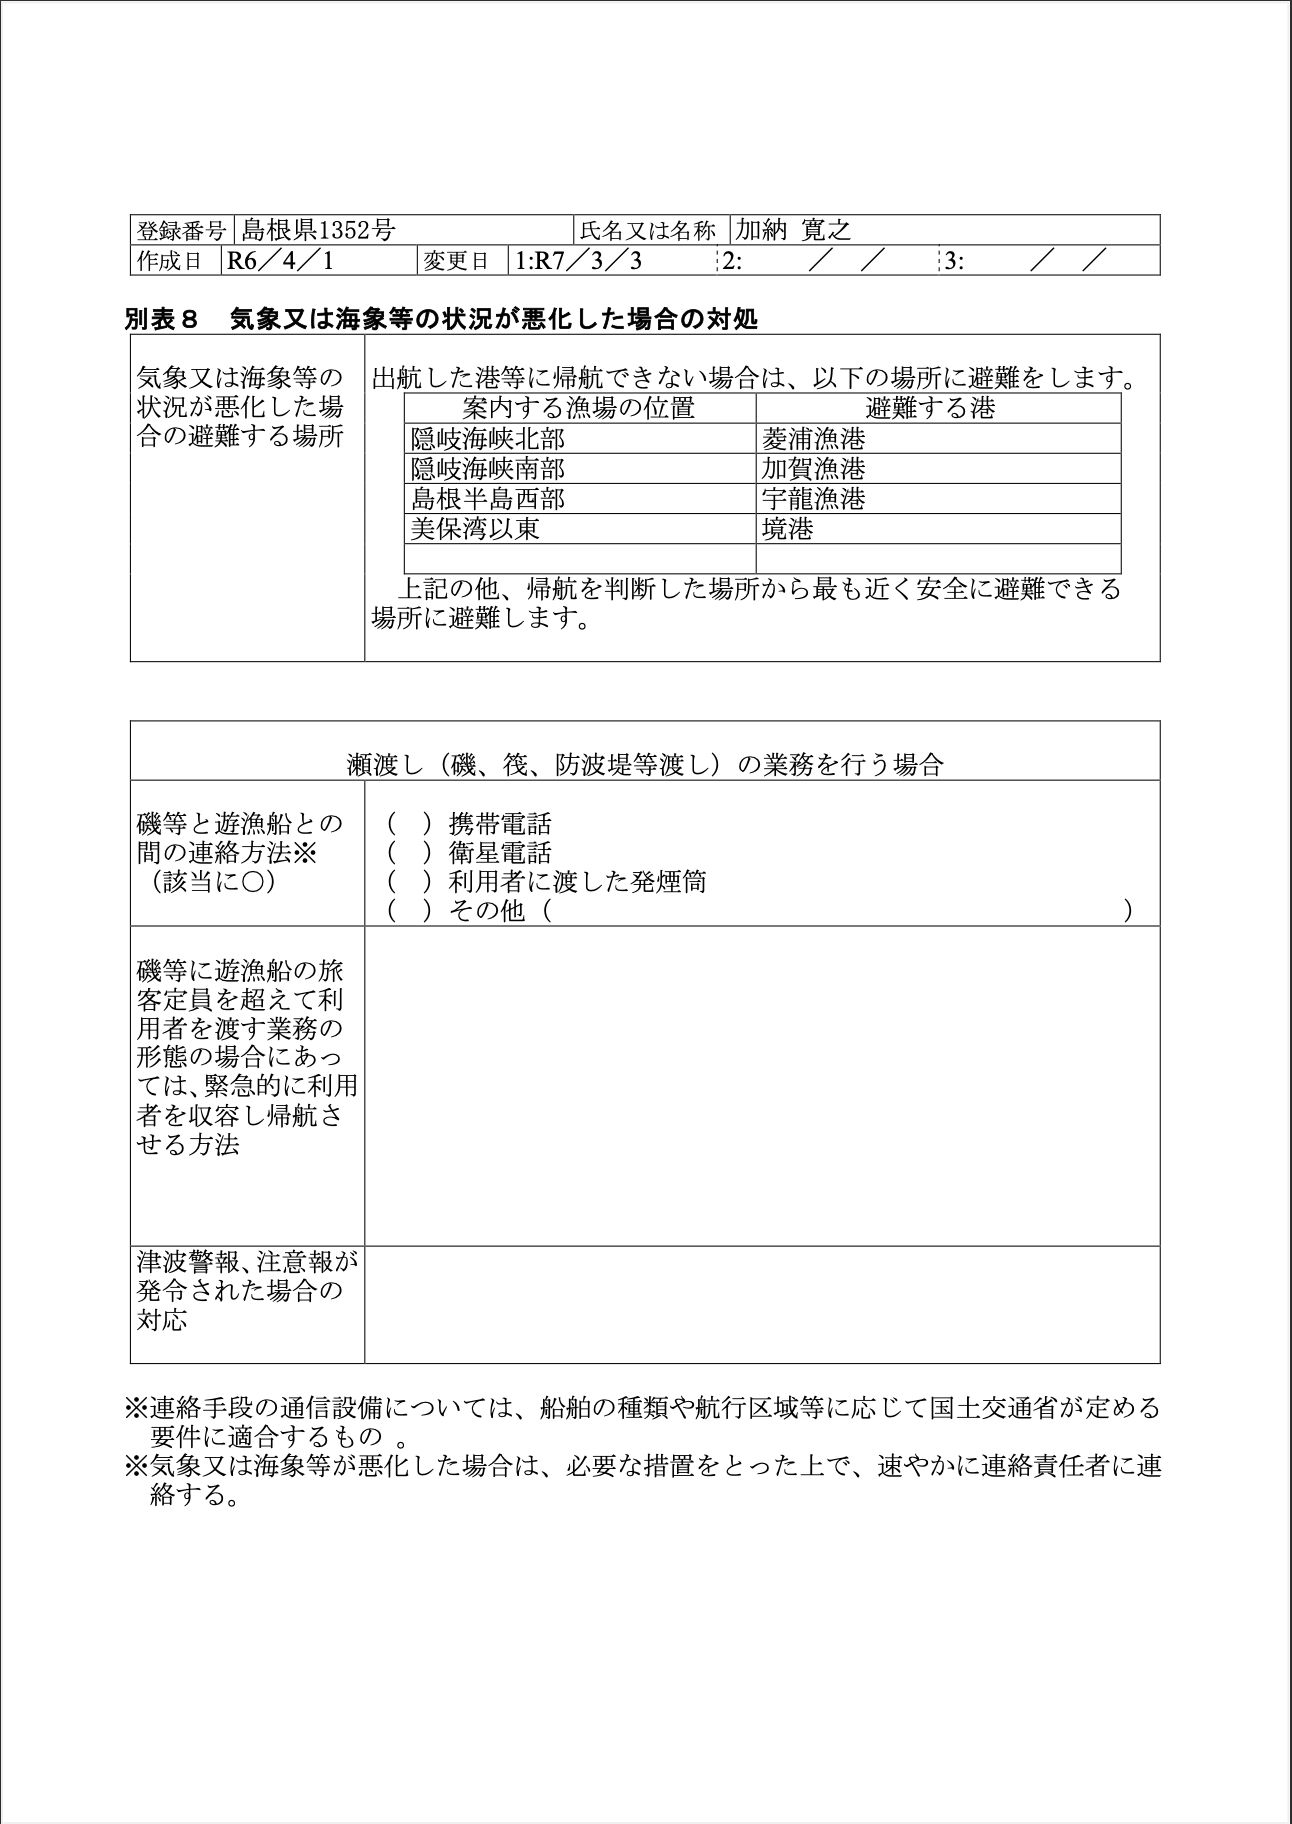 登録番号 島根県1352号 氏名又は名称 加納 寛之
作成日 R6／4／1 変更日 1:R7／3／3 2: ／ ／ 3: ／ ／
別表８ 気象又は海象等の状況が悪化した場合の対処
気象又は海象等の
状況が悪化した場
合の避難する場所
出航した港等に帰航できない場合は、以下の場所に避難をします。
案内する漁場の位置 避難する港
隠岐海峡北部 菱浦漁港
隠岐海峡南部 加賀漁港
島根半島西部 宇龍漁港
美保湾以東 境港
上記の他、帰航を判断した場所から最も近く安全に避難できる
場所に避難します。
瀬渡し（磯、筏、防波堤等渡し）の業務を行う場合
磯等と遊漁船との
間の連絡方法※
（該当に○）
（ ）携帯電話
（ ）衛星電話
（ ）利用者に渡した発煙筒
（ ）その他（ ）
磯等に遊漁船の旅
客定員を超えて利
用者を渡す業務の
形態の場合にあっ
ては、緊急的に利用
者を収容し帰航さ
せる方法
津波警報、注意報が
発令された場合の
対応
※連絡手段の通信設備については、船舶の種類や航行区域等に応じて国土交通省が定める
要件に適合するもの 。
※気象又は海象等が悪化した場合は、必要な措置をとった上で、速やかに連絡責任者に連
絡する。